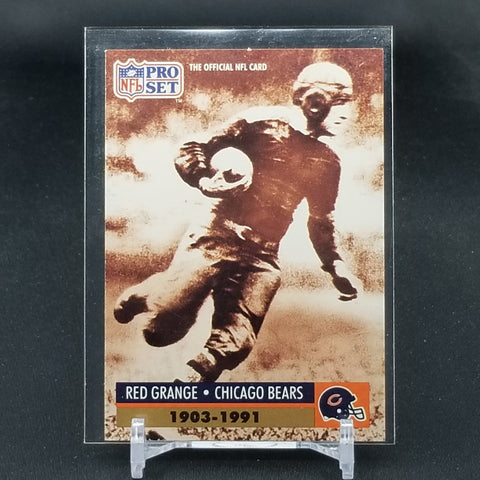 NFL PRO SET
THE OFFICIAL NFL CARD
RED GRANGE • CHICAGO BEARS
1903-1991